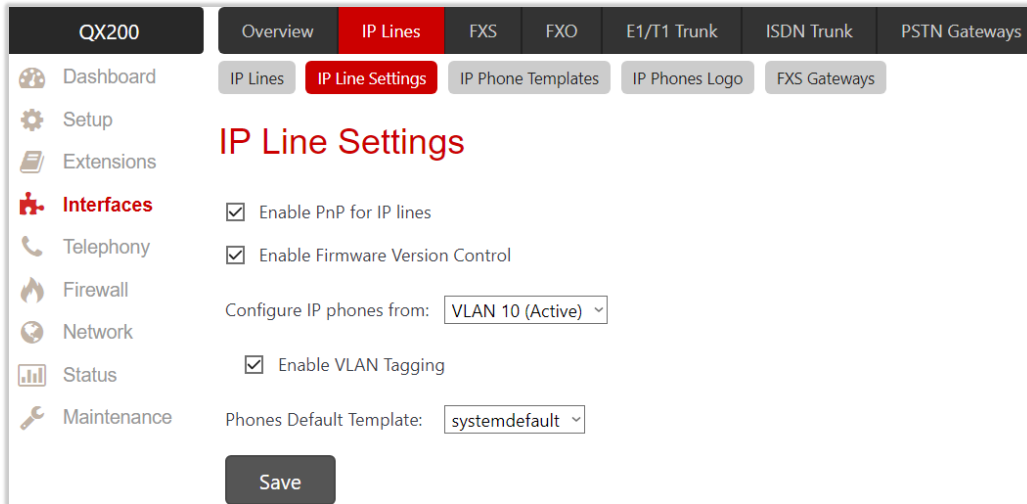 QX200
Overview IP Lines FXS FXO E1/T1 Trunk ISDN Trunk PSTN Gateways
Dashboard
Setup
Extensions
Interfaces
Telephony
Firewall
Network
Status
Maintenance
IP Lines IP Line Settings IP Phone Templates IP Phones Logo FXS Gateways
IP Line Settings
Enable PnP for IP lines
Enable Firmware Version Control
Configure IP phones from: VLAN 10 (Active)
Enable VLAN Tagging
Phones Default Template: systemdefault
Save